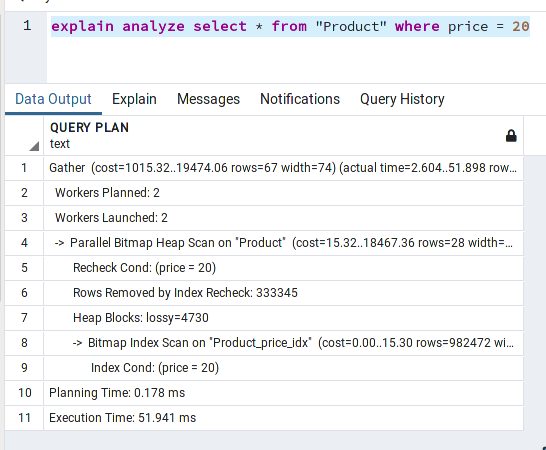 1 explain analyze select * from "Product" where price = 20
Data Output Explain Messages Notifications Query History
QUERY PLAN
text
1 Gather (cost=1015.32..19474.06 rows=67 width=74) (actual time=2.604..51.898 row...
2 Workers Planned: 2
3 Workers Launched: 2
4 -> Parallel Bitmap Heap Scan on "Product" (cost=15.32..18467.36 rows=28 width=...
5 Recheck Cond: (price = 20)
6 Rows Removed by Index Recheck: 333345
7 Heap Blocks: lossy=4730
8 -> Bitmap Index Scan on "Product_price_idx" (cost=0.00..15.30 rows=982472 wi...
9 Index Cond: (price = 20)
10 Planning Time: 0.178 ms
11 Execution Time: 51.941 ms